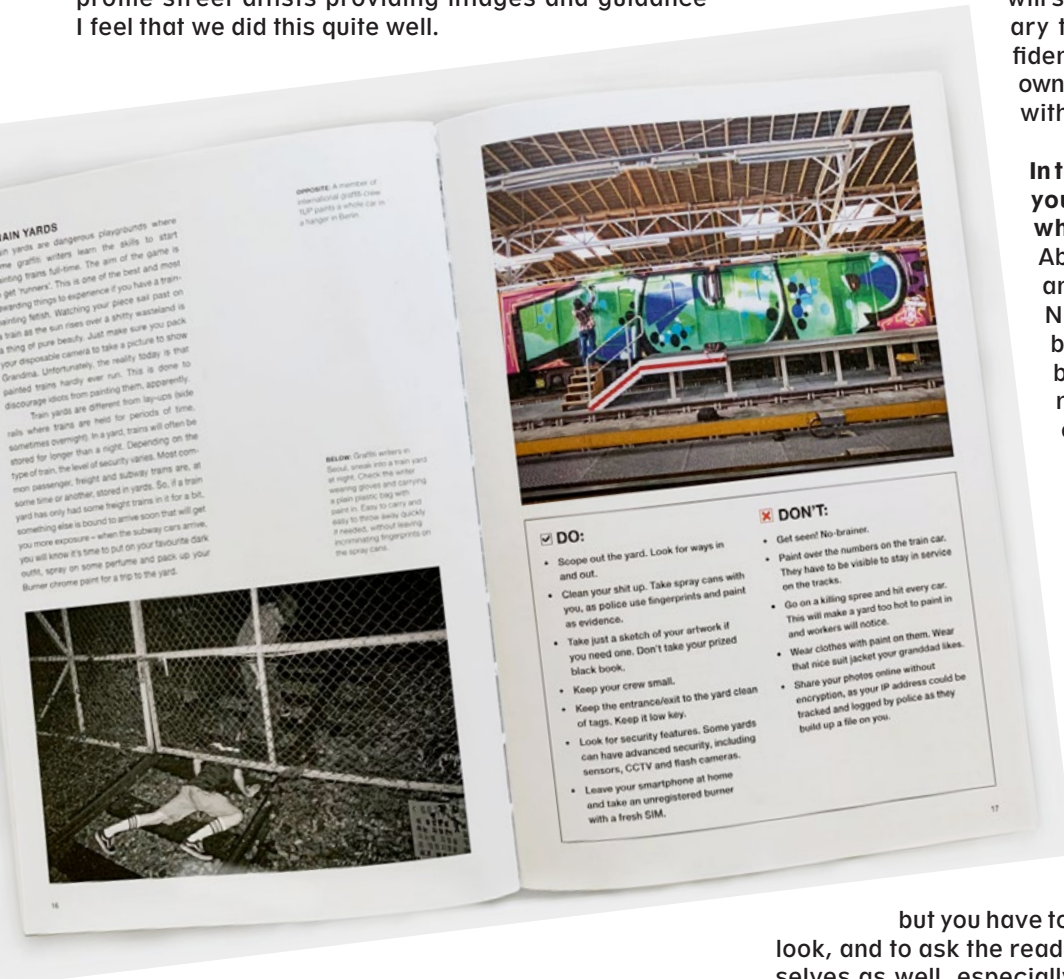 profile street artists providing images and guidance
I feel that we did this quite well.
ary t
fider
own
with
In t
you
wh
Ab
ar
N
b
b
AIN YARDS
yards are dangerous playgrounds where
graffiti writers learn the skills to start
trains full-time. The aim of the game is
get 'runners'. This is one of the best and most
things to experience if you have a train-
painting fetish. Watching your piece sail past on
a train as the sun rises over a shitty wasteland is
a thing of pure beauty. Just make sure you pack
your disposable camera to take a picture to show
Grandma. Unfortunately, the reality today is that
painted trains hardly ever run. This is done to
discourage idiots from painting them, apparently.
Train yards are different from lay-ups (side
rails where trains are held for periods of time,
sometimes overnight). In a yard, trains will often be
stored for longer than a night. Depending on the
type of train, the level of security varies. Most com-
mon passenger, freight and subway trains are, at
some time or another, stored in yards. So, if a train
yard has only had some freight trains in it for a bit,
something else is bound to arrive soon that will get
you more exposure – when the subway cars arrive,
you will know it's time to put on your favourite dark
outfit, spray on some perfume and pack up your
Burner chrome paint for a trip to the yard.
OPPOSITE: A member of
international graffiti crew
1UP paints a whole car in
a hanger in Berlin.
BELOW: Graffiti writers in
Seoul, sneak into a train yard
at night. Check the writer
wearing gloves and carrying
a plain plastic bag with
paint in. Easy to carry and
easy to throw away quickly
if needed, without leaving
incriminating fingerprints on
the spray cans.
16
☑ DO:
• Scope out the yard. Look for ways in
and out.
• Clean your shit up. Take spray cans with
you, as police use fingerprints and paint
as evidence.
• Take just a sketch of your artwork if
you need one. Don't take your prized
black book.
• Keep your crew small.
• Keep the entrance/exit to the yard clean
of tags. Keep it low key.
• Look for security features. Some yards
can have advanced security, including
sensors, CCTV and flash cameras.
• Leave your smartphone at home
and take an unregistered burner
with a fresh SIM.
☒ DON'T:
• Get seen! No-brainer.
• Paint over the numbers on the train car.
They have to be visible to stay in service
on the tracks.
• Go on a killing spree and hit every car.
This will make a yard too hot to paint in
and workers will notice.
• Wear clothes with paint on them. Wear
that nice suit jacket your granddad likes.
• Share your photos online without
encryption, as your IP address could be
tracked and logged by police as they
build up a file on you.
17
but you have to
look, and to ask the read
selves as well, especially